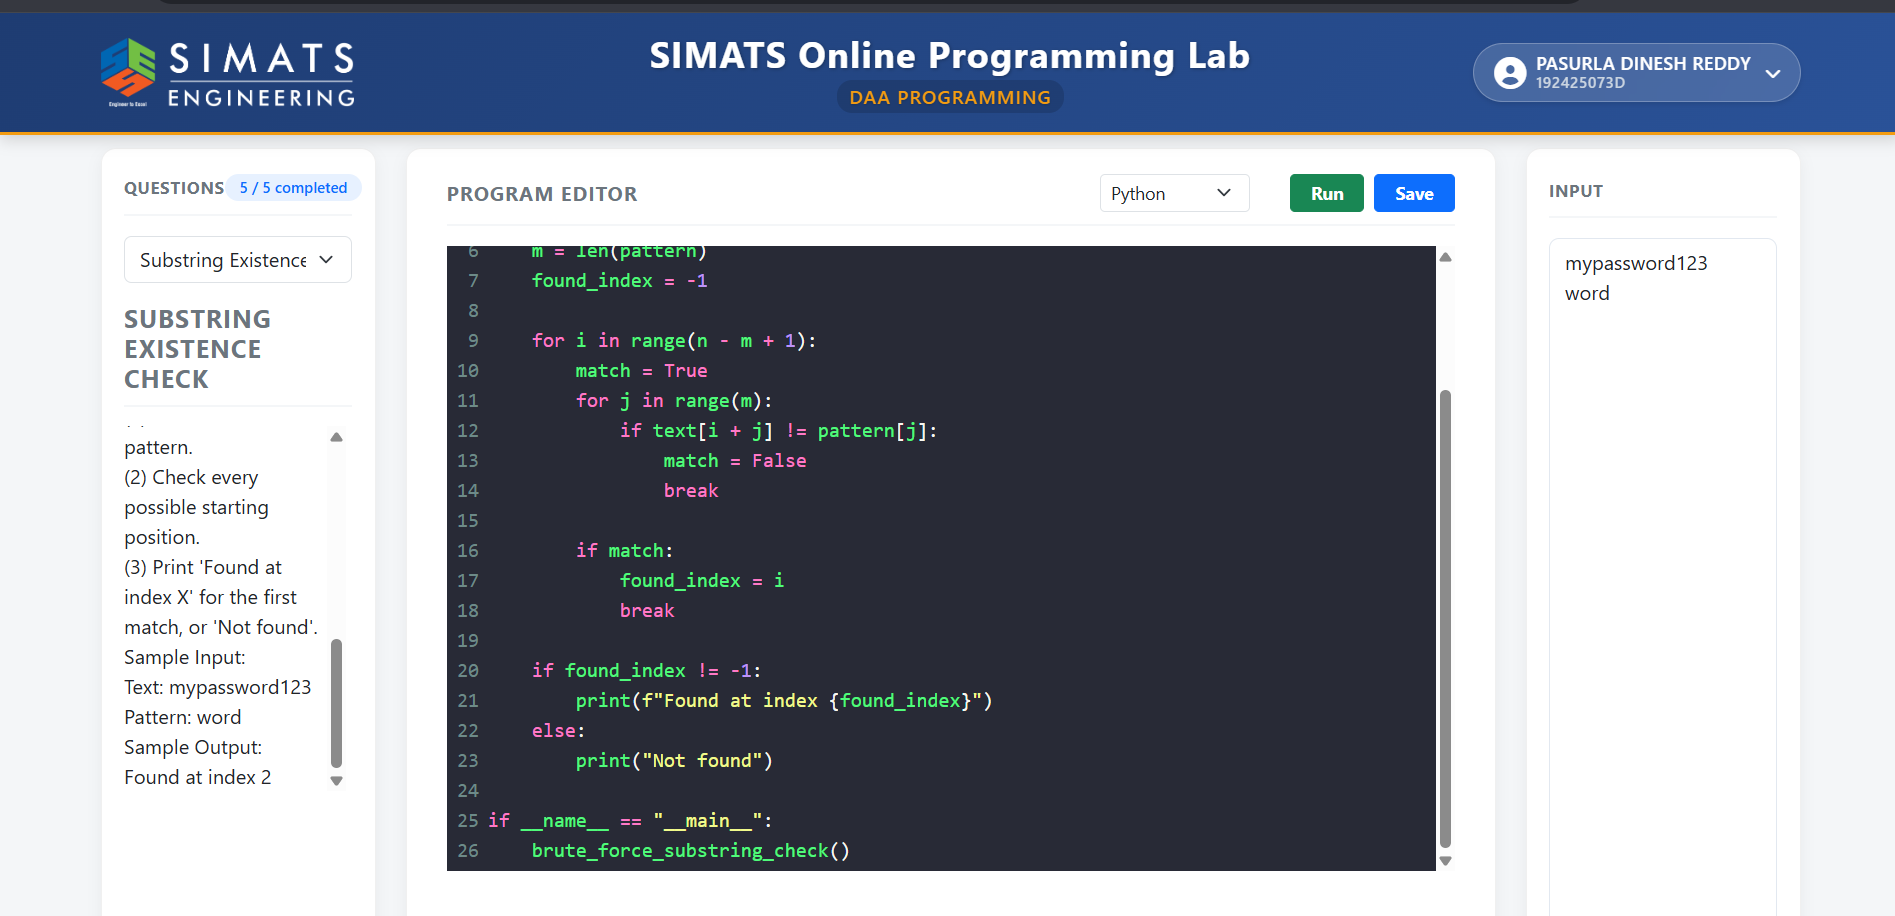 SIMATS
ENGINEERING
Engineer to Excel
SIMATS Online Programming Lab
DAA PROGRAMMING
PASURLA DINESH REDDY
192425073D
QUESTIONS
5 / 5 completed
Substring Existence
SUBSTRING
EXISTENCE
CHECK
pattern.
(2) Check every
possible starting
position.
(3) Print 'Found at
index X' for the first
match, or 'Not found'.
Sample Input:
Text: mypassword123
Pattern: word
Sample Output:
Found at index 2
PROGRAM EDITOR
Python
Run
Save
6     m = len(pattern)
7     found_index = -1
8
9     for i in range(n - m + 1):
10         match = True
11         for j in range(m):
12             if text[i + j] != pattern[j]:
13                 match = False
14                 break
15
16         if match:
17             found_index = i
18             break
19
20     if found_index != -1:
21         print(f"Found at index {found_index}")
22     else:
23         print("Not found")
24
25 if __name__ == "__main__":
26     brute_force_substring_check()
INPUT
mypassword123
word